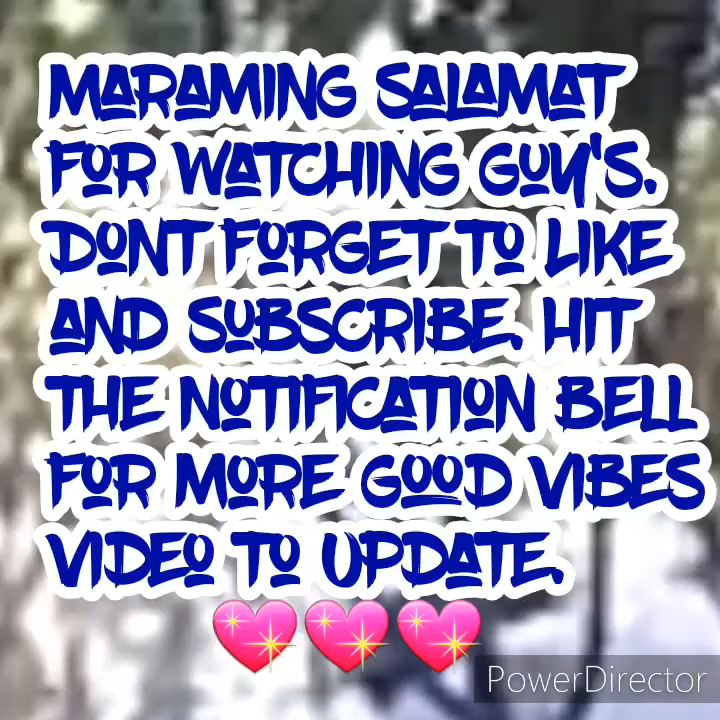 MARAMING SALAMAT
FOR WATCHING GUY'S.
DONT FORGET TO LIKE
AND SUBSCRIBE. HIT
THE NOTIFICATION BELL
FOR MORE GOOD VIBES
VIDEO TO UPDATE.
PowerDirector